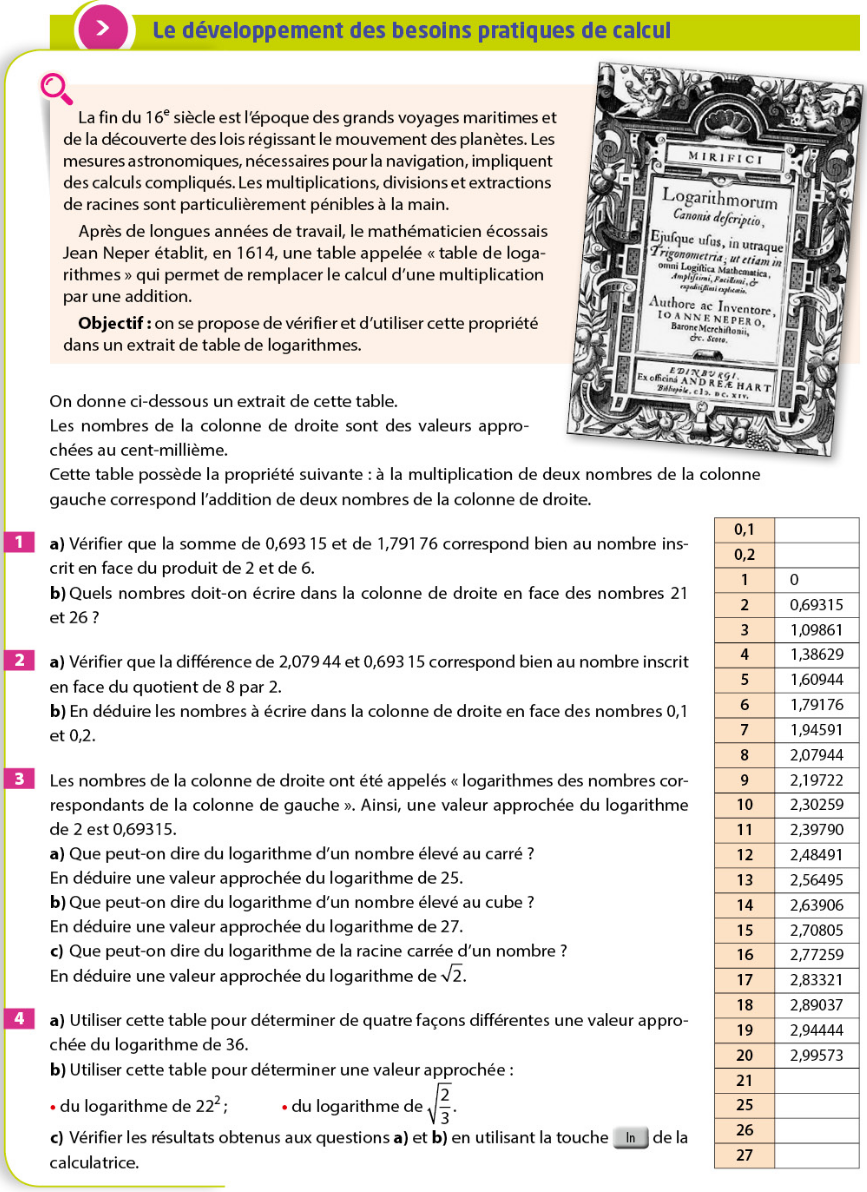 Le développement des besoins pratiques de calcul
La fin du 16e siècle est l'époque des grands voyages maritimes et
de la découverte des lois régissant le mouvement des planètes. Les
mesures astronomiques, nécessaires pour la navigation, impliquent
des calculs compliqués. Les multiplications, divisions et extractions
de racines sont particulièrement pénibles à la main.
Après de longues années de travail, le mathématicien écossais
Jean Neper établit, en 1614, une table appelée « table de loga-
rithmes » qui permet de remplacer le calcul d'une multiplication
par une addition.
Objectif : on se propose de vérifier et d'utiliser cette propriété
dans un extrait de table de logarithmes.
MIRIFICI
Logarithmorum
Canonis descriptio,
Ejusque usus, in utraque
Trigonometria; ut etiam in
omni Logistica Mathematica,
Amplissimi, Facillimi, &
expeditissimi explicatio.
Authore ac Inventore,
IOANNE NEPERO,
Barone Merchistonii,
&c. Scoto.
EDINBVRGI,
Ex officinâ ANDREÆ HART
Bibliopôlæ, CIↃ. DC. XIV.
On donne ci-dessous un extrait de cette table.
Les nombres de la colonne de droite sont des valeurs appro-
chées au cent-millième.
Cette table possède la propriété suivante : à la multiplication de deux nombres de la colonne
gauche correspond l'addition de deux nombres de la colonne de droite.
1 a) Vérifier que la somme de 0,693 15 et de 1,791 76 correspond bien au nombre ins-
crit en face du produit de 2 et de 6.
b) Quels nombres doit-on écrire dans la colonne de droite en face des nombres 21
et 26 ?
2 a) Vérifier que la différence de 2,079 44 et 0,693 15 correspond bien au nombre inscrit
en face du quotient de 8 par 2.
b) En déduire les nombres à écrire dans la colonne de droite en face des nombres 0,1
et 0,2.
3 Les nombres de la colonne de droite ont été appelés « logarithmes des nombres cor-
respondants de la colonne de gauche ». Ainsi, une valeur approchée du logarithme
de 2 est 0,69315.
a) Que peut-on dire du logarithme d'un nombre élevé au carré ?
En déduire une valeur approchée du logarithme de 25.
b) Que peut-on dire du logarithme d'un nombre élevé au cube ?
En déduire une valeur approchée du logarithme de 27.
c) Que peut-on dire du logarithme de la racine carrée d'un nombre ?
En déduire une valeur approchée du logarithme de √2.
4 a) Utiliser cette table pour déterminer de quatre façons différentes une valeur appro-
chée du logarithme de 36.
b) Utiliser cette table pour déterminer une valeur approchée :
• du logarithme de 22² ; • du logarithme de √(2/3).
c) Vérifier les résultats obtenus aux questions a) et b) en utilisant la touche ln de la
calculatrice.
0,1
0,2
1 0
2 0,69315
3 1,09861
4 1,38629
5 1,60944
6 1,79176
7 1,94591
8 2,07944
9 2,19722
10 2,30259
11 2,39790
12 2,48491
13 2,56495
14 2,63906
15 2,70805
16 2,77259
17 2,83321
18 2,89037
19 2,94444
20 2,99573
21
25
26
27